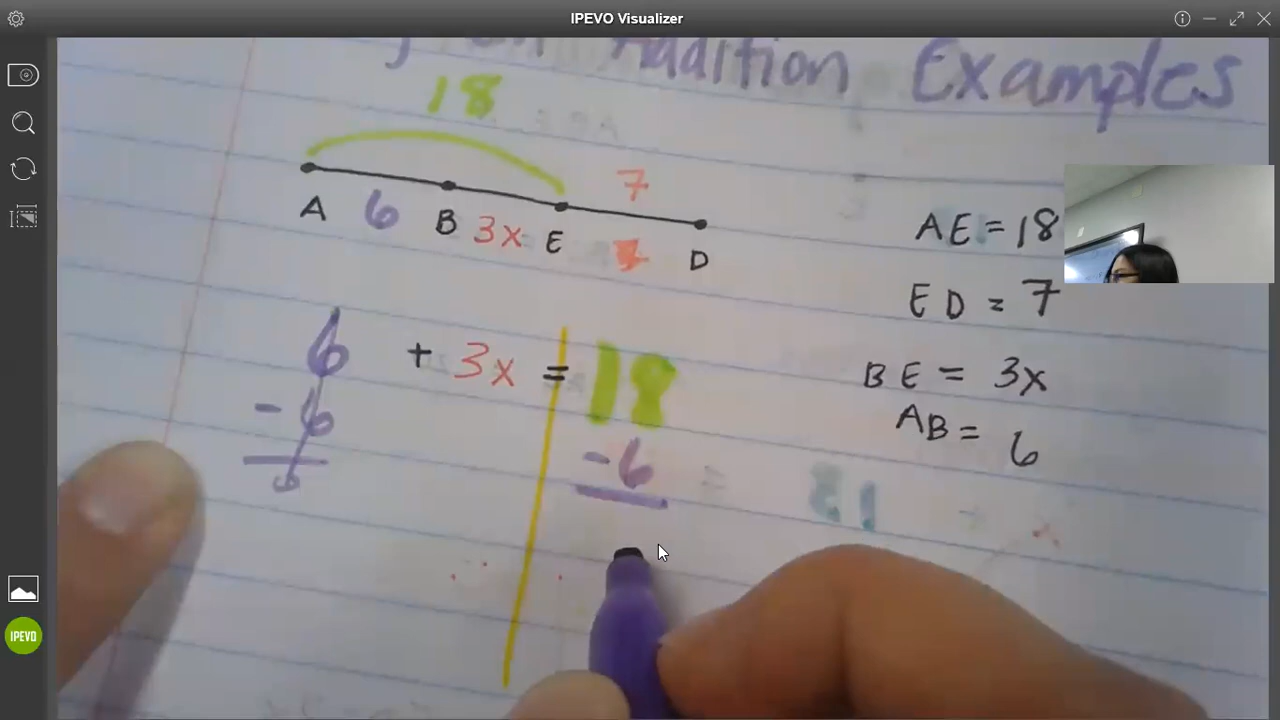 IPEVO Visualizer
Addition Examples
18
7
A 6 B 3x E D
AE = 18
ED = 7
BE = 3x
AB = 6
6 + 3x = 18
- 6 - 6
IPEVO